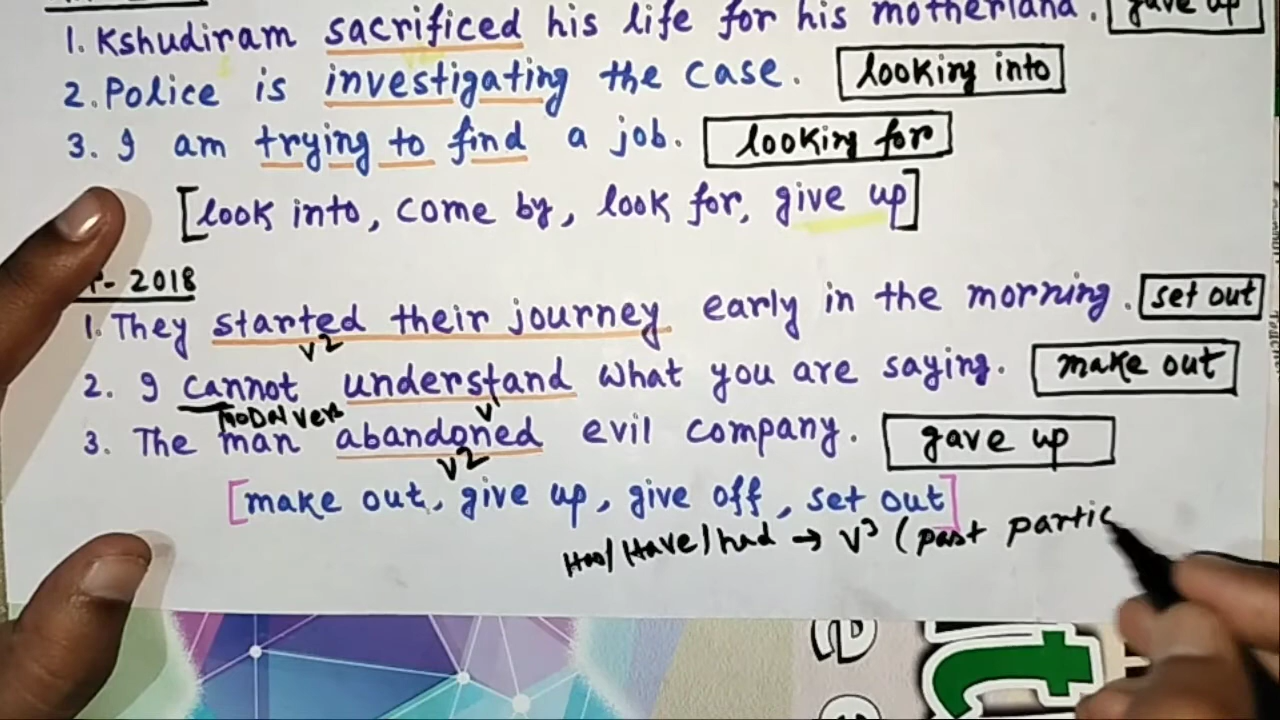 1. Kshudiram sacrificed his life for his motherland. gave up
2. Police is investigating the case. looking into
3. I am trying to find a job. looking for
[look into, come by, look for, give up]
- 2018
1. They started their journey early in the morning. set out
V2
2. I cannot understand what you are saying. make out
MODAL Verb V
3. The man abandoned evil company. gave up
V2
[make out, give up, give off, set out]
Has/Have/had → V3 (past partic
t